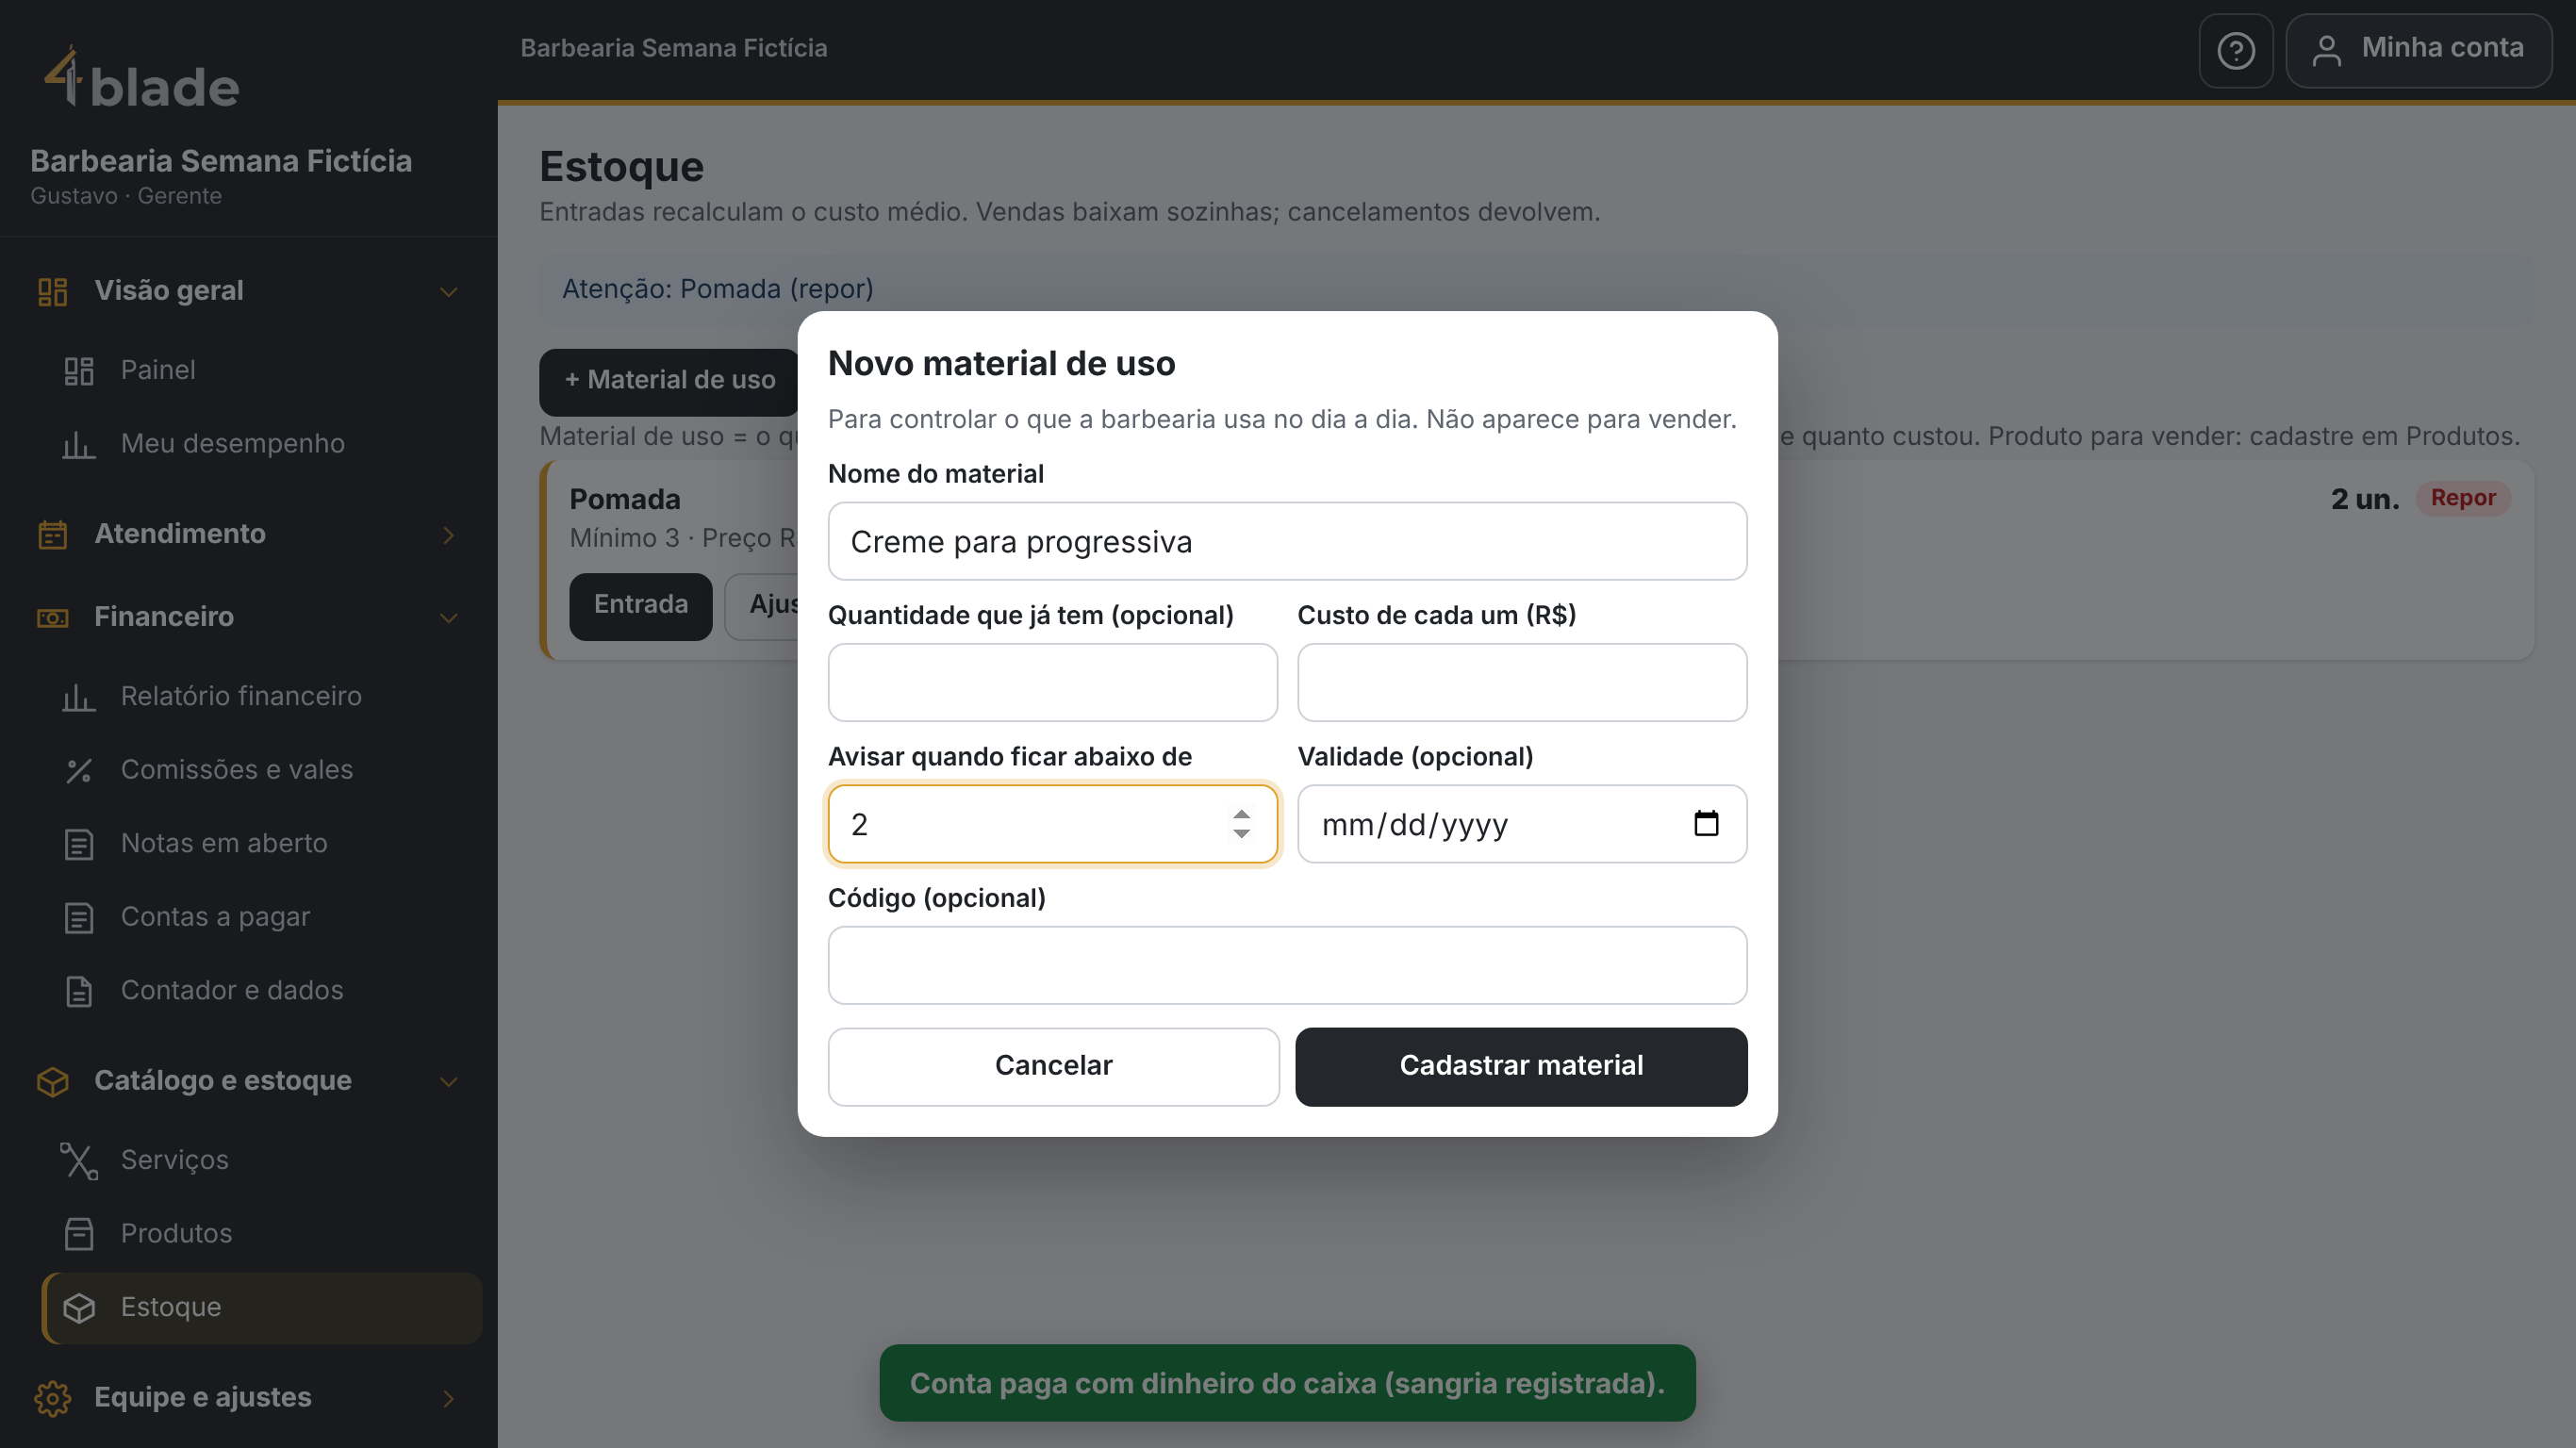 4blade
Barbearia Semana Fictícia
Gustavo · Gerente
Visão geral
Painel
Meu desempenho
Atendimento
Financeiro
Relatório financeiro
Comissões e vales
Notas em aberto
Contas a pagar
Contador e dados
Catálogo e estoque
Serviços
Produtos
Estoque
Equipe e ajustes
Barbearia Semana Fictícia
Minha conta
Estoque
Entradas recalculam o custo médio. Vendas baixam sozinhas; cancelamentos devolvem.
Atenção: Pomada (repor)
+ Material de uso
Material de uso = o
e quanto custou. Produto para vender: cadastre em Produtos.
Pomada
2 un. Repor
Mínimo 3 · Preço
Entrada
Novo material de uso
Para controlar o que a barbearia usa no dia a dia. Não aparece para vender.
Nome do material
Creme para progressiva
Quantidade que já tem (opcional) Custo de cada um (R$)
Avisar quando ficar abaixo de Validade (opcional)
2 mm/dd/yyyy
Código (opcional)
Cancelar Cadastrar material
Conta paga com dinheiro do caixa (sangria registrada).